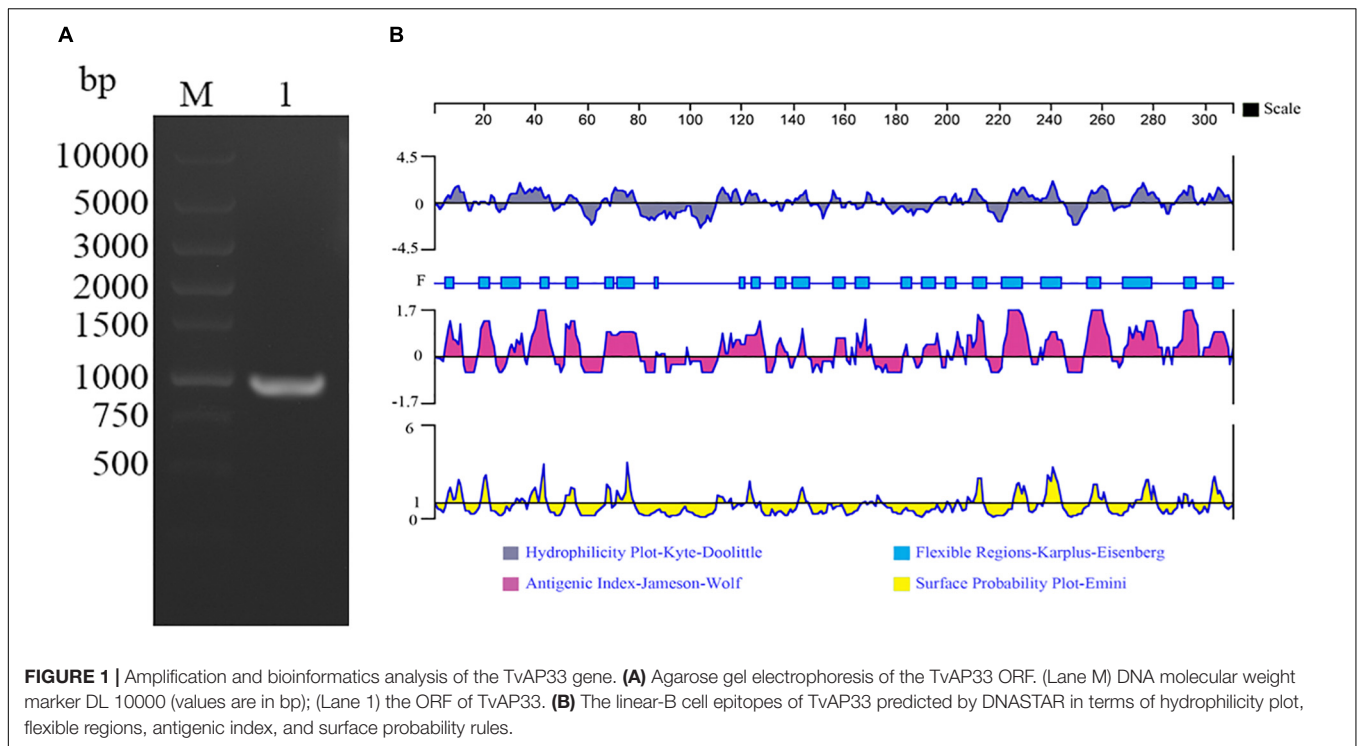 A
B
bp
M 1
10000
5000
3000
2000
1500
1000
750
500
20 40 60 80 100 120 140 160 180 200 220 240 260 280 300
Scale
4.5
0
-4.5
F
1.7
0
-1.7
6
1
0
Hydrophilicity Plot-Kyte-Doolittle
Flexible Regions-Karplus-Eisenberg
Antigenic Index-Jameson-Wolf
Surface Probability Plot-Emini
FIGURE 1 | Amplification and bioinformatics analysis of the TvAP33 gene. (A) Agarose gel electrophoresis of the TvAP33 ORF. (Lane M) DNA molecular weight
marker DL 10000 (values are in bp); (Lane 1) the ORF of TvAP33. (B) The linear-B cell epitopes of TvAP33 predicted by DNASTAR in terms of hydrophilicity plot,
flexible regions, antigenic index, and surface probability rules.